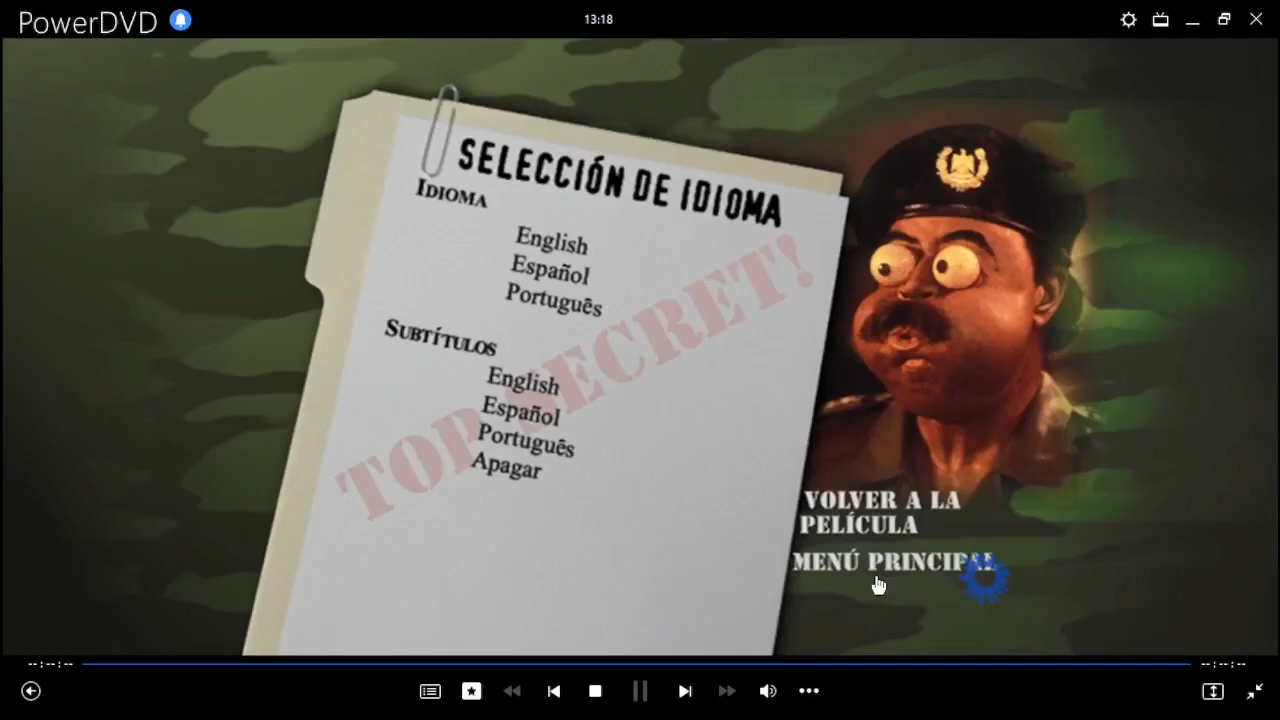 PowerDVD
13:18
SELECCIÓN DE IDIOMA
IDIOMA
English
Español
Português
SUBTÍTULOS
English
Español
Português
Apagar
TOP SECRET!
VOLVER A LA
PELÍCULA
MENÚ PRINCIPAL
--:--:--
--:--:--